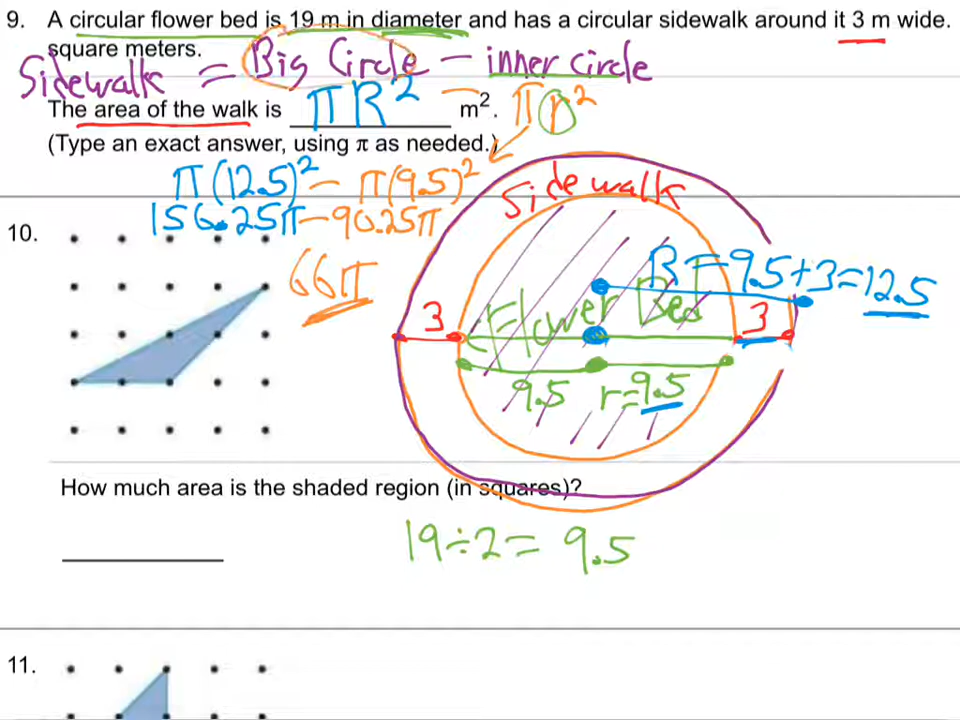 9. A circular flower bed is 19 m in diameter and has a circular sidewalk around it 3 m wide.
square meters.
Sidewalk = Big Circle − inner circle
The area of the walk is πR² m². − πr²
(Type an exact answer, using π as needed.)
π(12.5)² − π(9.5)²
156.25π − 90.25π
66π
Sidewalk
R = 9.5+3 = 12.5
Flower Bed
3
3
9.5 r=9.5
10.
How much area is the shaded region (in squares)?
19÷2 = 9.5
11.